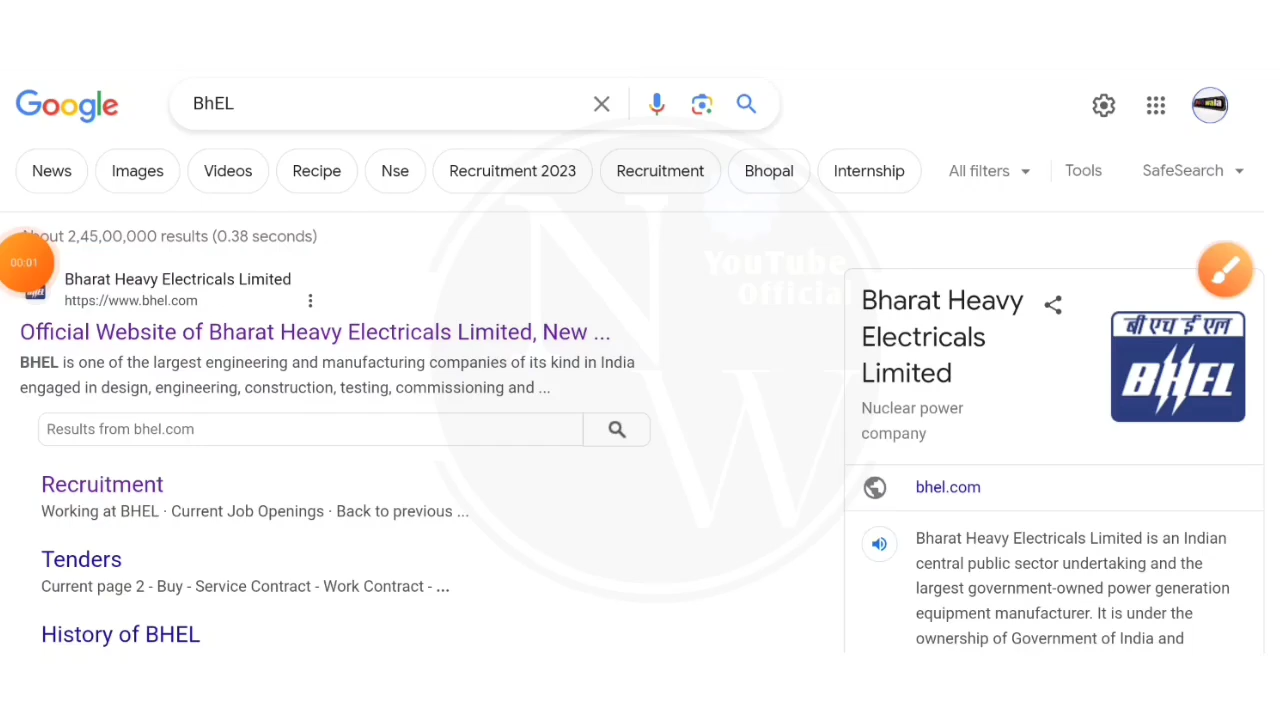 Google
BhEL
News
Images
Videos
Recipe
Nse
Recruitment 2023
Recruitment
Bhopal
Internship
All filters
Tools
SafeSearch
out 2,45,00,000 results (0.38 seconds)
00:01
Bharat Heavy Electricals Limited
https://www.bhel.com
Official Website of Bharat Heavy Electricals Limited, New ...
BHEL is one of the largest engineering and manufacturing companies of its kind in India
engaged in design, engineering, construction, testing, commissioning and ...
Results from bhel.com
Recruitment
Working at BHEL · Current Job Openings · Back to previous ...
Tenders
Current page 2 - Buy - Service Contract - Work Contract - ...
History of BHEL
NW
YouTube
Official
Bharat Heavy
Electricals
Limited
Nuclear power
company
बी एच ई एल
BHEL
bhel.com
Bharat Heavy Electricals Limited is an Indian
central public sector undertaking and the
largest government-owned power generation
equipment manufacturer. It is under the
ownership of Government of India and